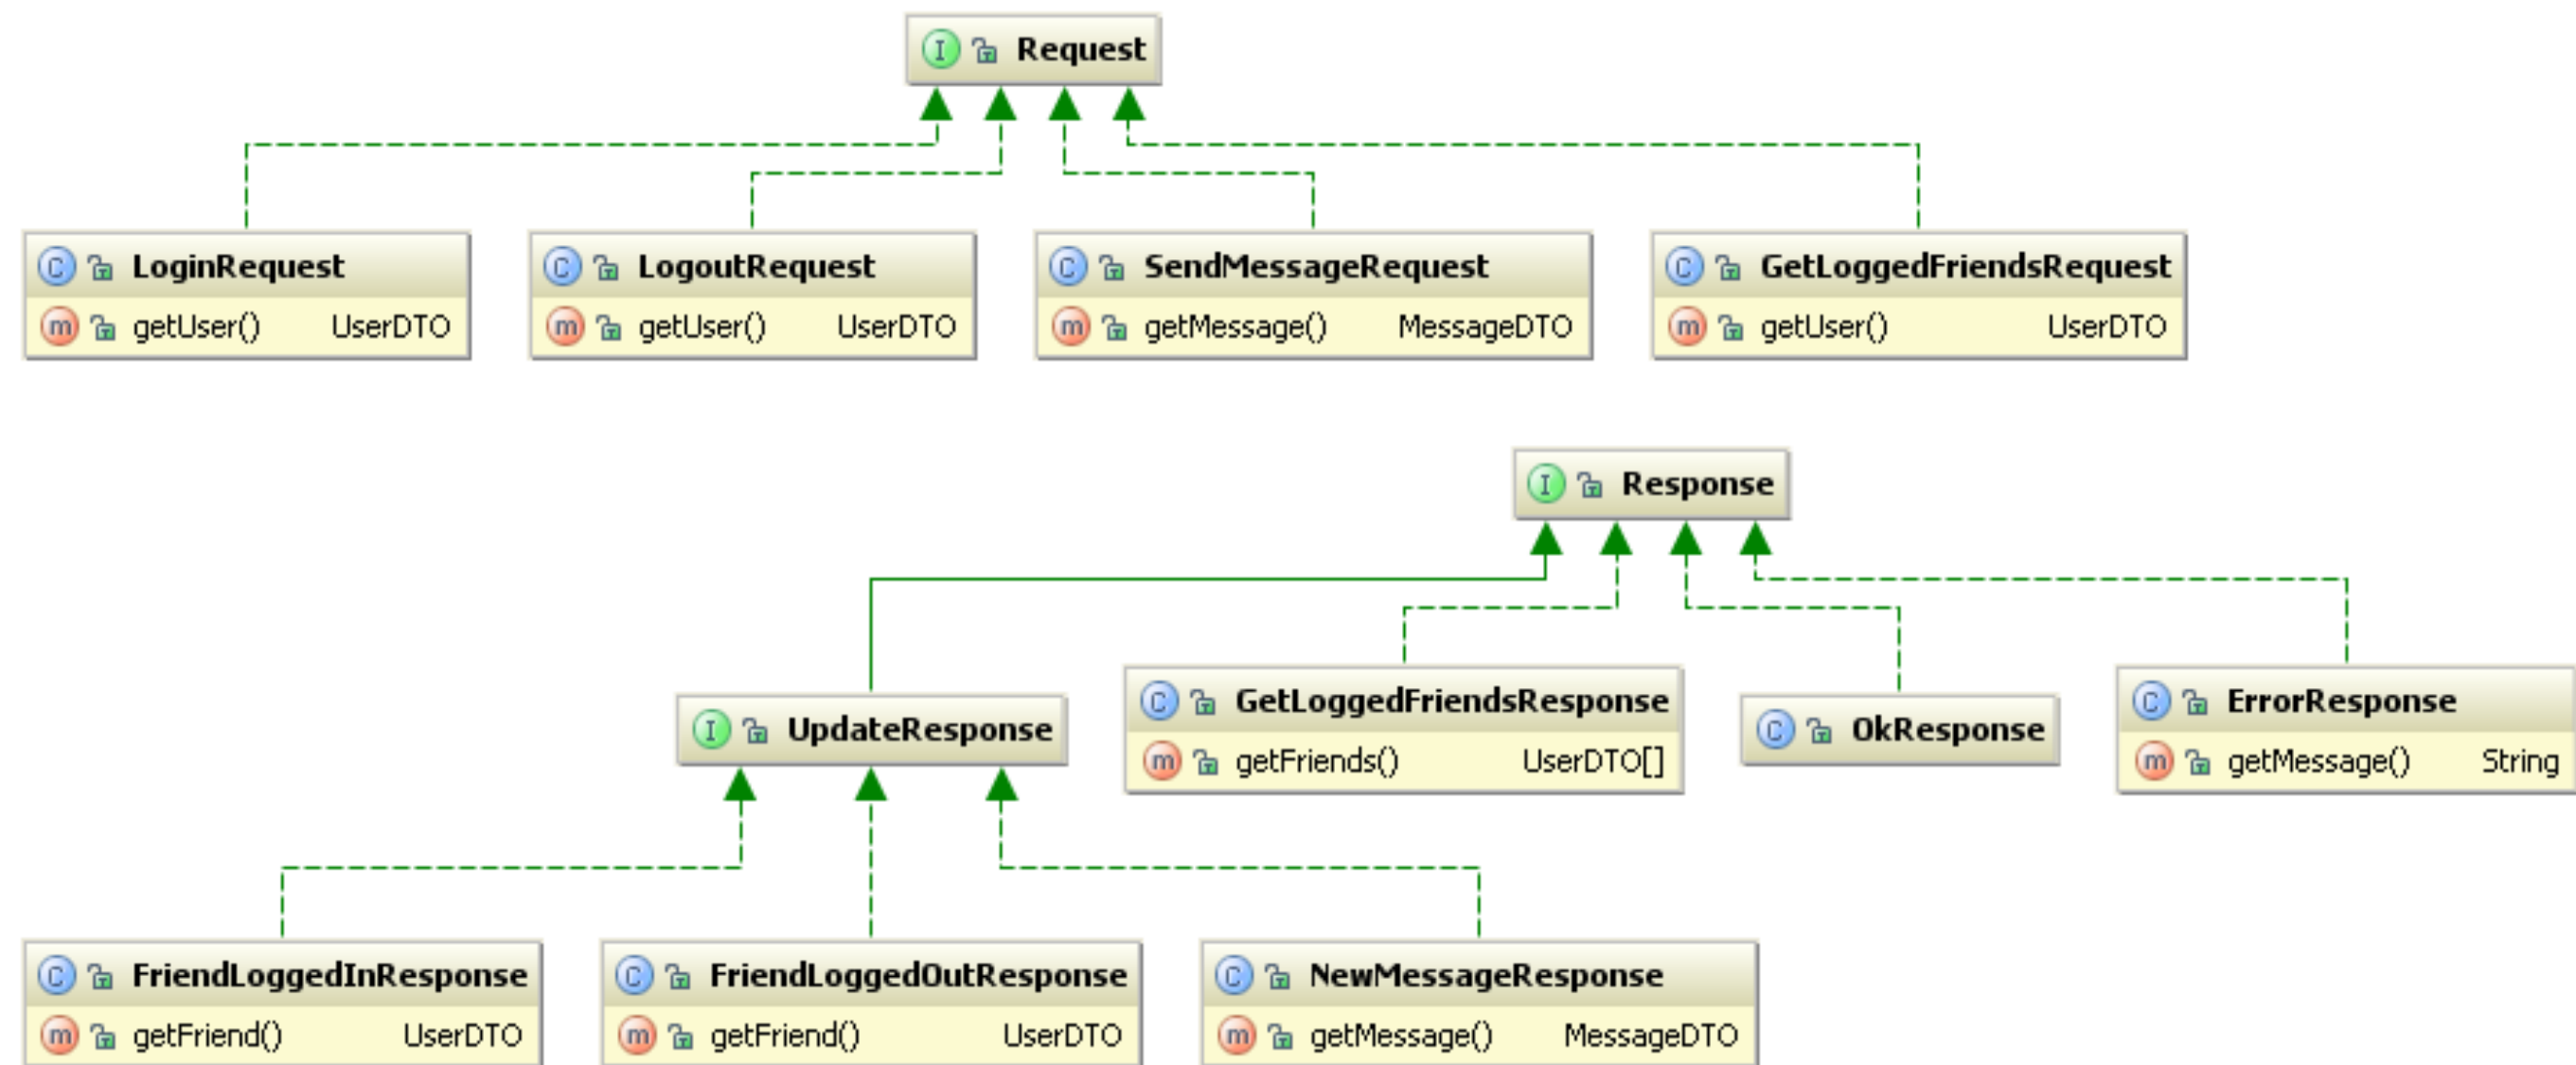 I Request
C LoginRequest
m getUser() UserDTO
C LogoutRequest
m getUser() UserDTO
C SendMessageRequest
m getMessage() MessageDTO
C GetLoggedFriendsRequest
m getUser() UserDTO
I Response
I UpdateResponse
C GetLoggedFriendsResponse
m getFriends() UserDTO[]
C OkResponse
C ErrorResponse
m getMessage() String
C FriendLoggedInResponse
m getFriend() UserDTO
C FriendLoggedOutResponse
m getFriend() UserDTO
C NewMessageResponse
m getMessage() MessageDTO